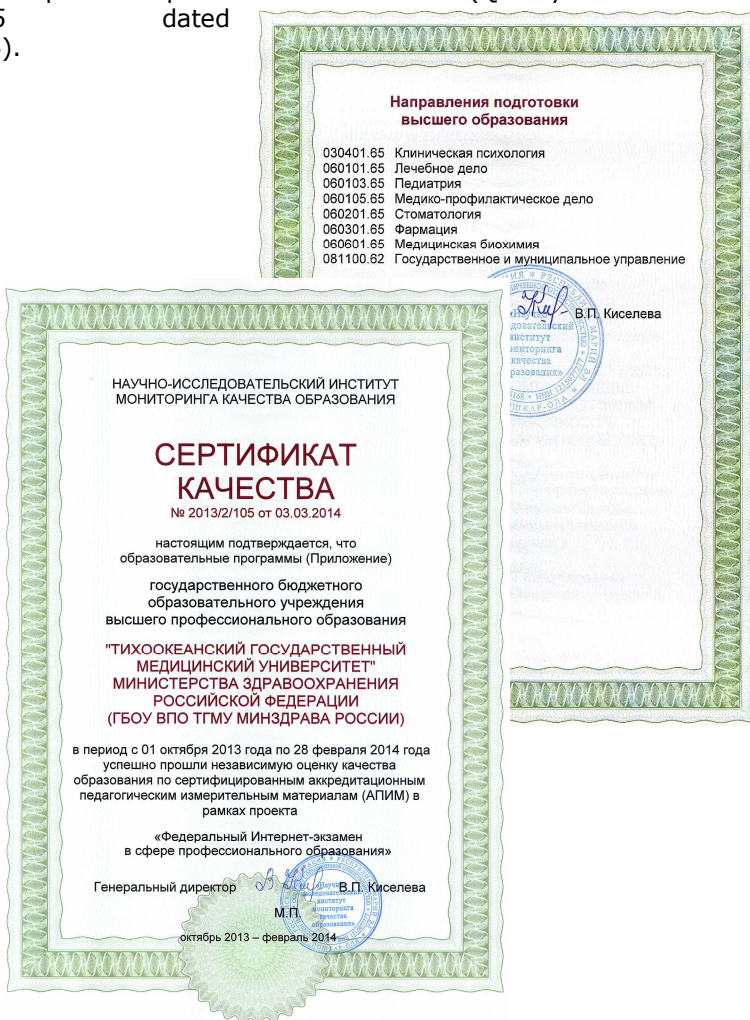 dated
).
Направления подготовки
высшего образования
030401.65 Клиническая психология
060101.65 Лечебное дело
060103.65 Педиатрия
060105.65 Медико-профилактическое дело
060201.65 Стоматология
060301.65 Фармация
060601.65 Медицинская биохимия
081100.62 Государственное и муниципальное управление
В.П. Киселева
НАУЧНО-ИССЛЕДОВАТЕЛЬСКИЙ ИНСТИТУТ
МОНИТОРИНГА КАЧЕСТВА ОБРАЗОВАНИЯ
СЕРТИФИКАТ
КАЧЕСТВА
№ 2013/2/105 от 03.03.2014
настоящим подтверждается, что
образовательные программы (Приложение)
государственного бюджетного
образовательного учреждения
высшего профессионального образования
"ТИХООКЕАНСКИЙ ГОСУДАРСТВЕННЫЙ
МЕДИЦИНСКИЙ УНИВЕРСИТЕТ"
МИНИСТЕРСТВА ЗДРАВООХРАНЕНИЯ
РОССИЙСКОЙ ФЕДЕРАЦИИ
(ГБОУ ВПО ТГМУ МИНЗДРАВА РОССИИ)
в период с 01 октября 2013 года по 28 февраля 2014 года
успешно прошли независимую оценку качества
образования по сертифицированным аккредитационным
педагогическим измерительным материалам (АПИМ) в
рамках проекта
«Федеральный Интернет-экзамен
в сфере профессионального образования»
Генеральный директор В.П. Киселева
М.П.
октябрь 2013 – февраль 2014